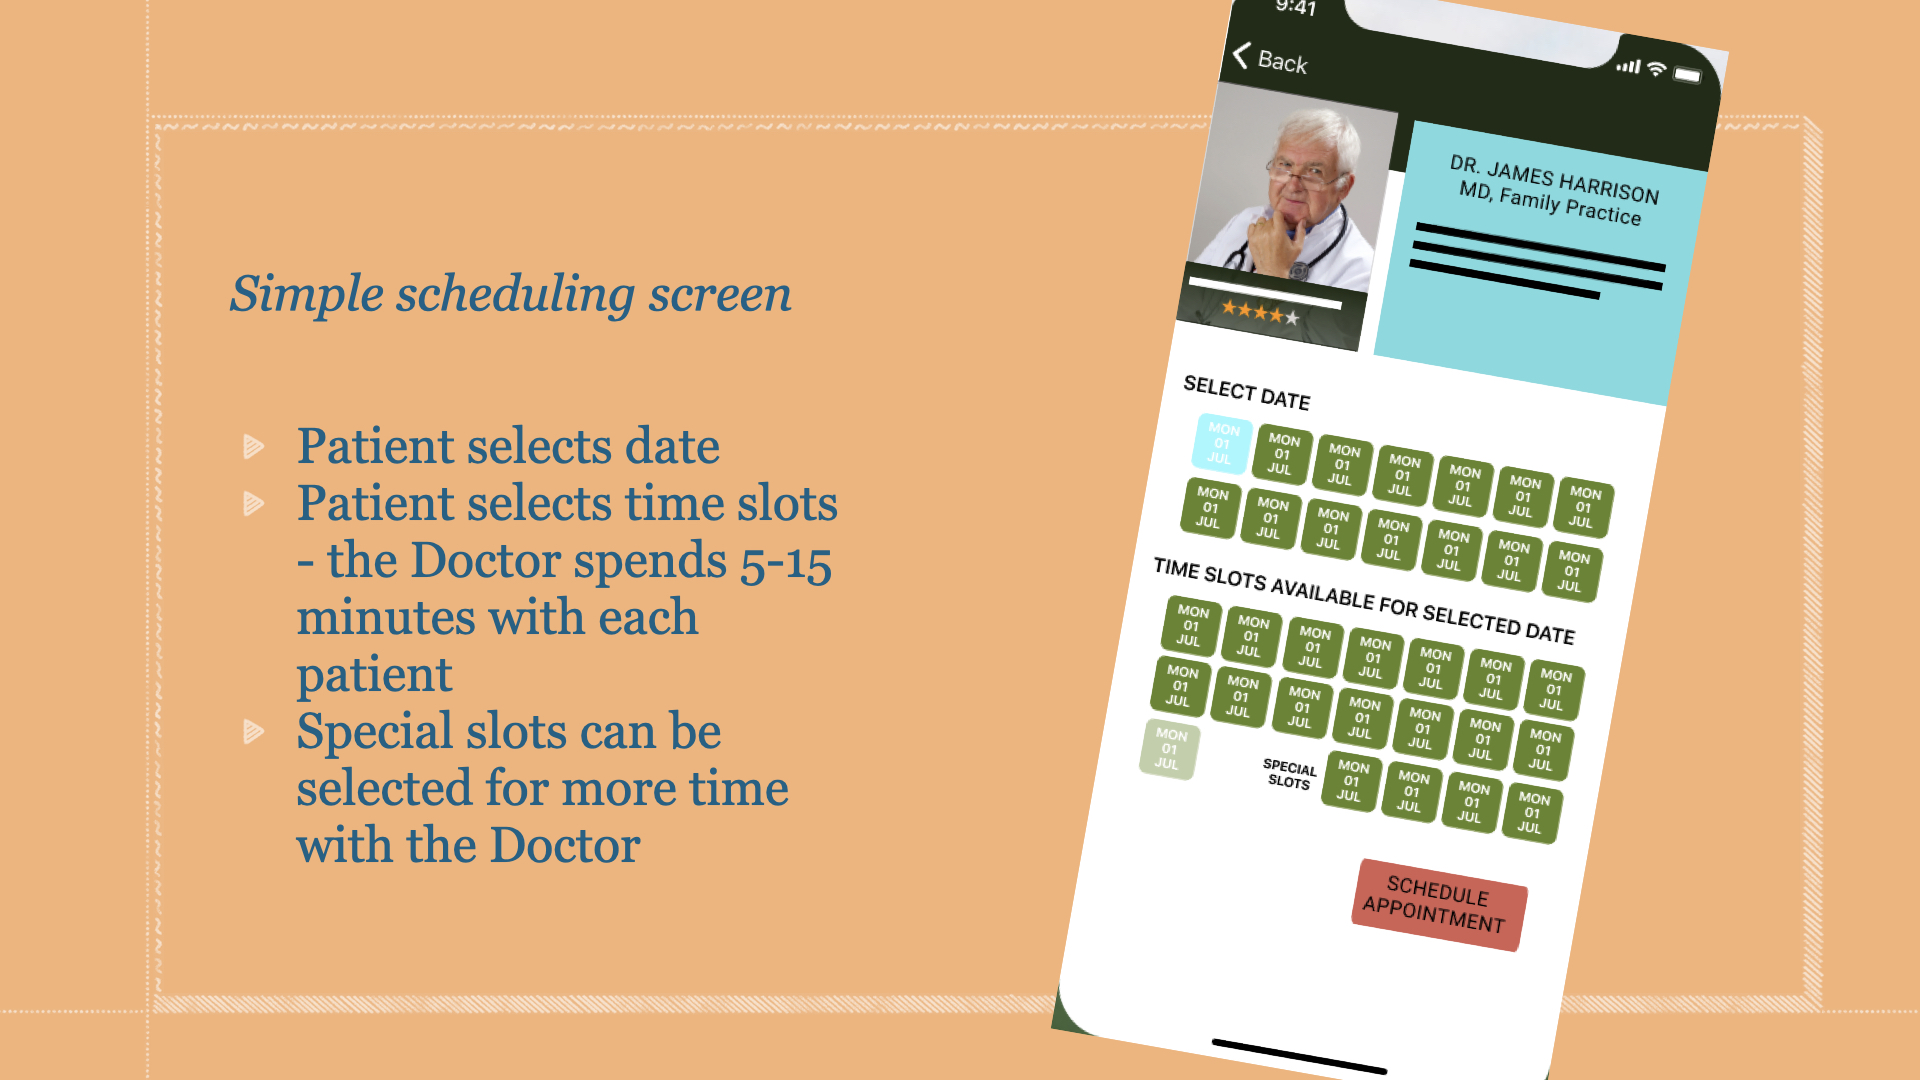 Simple scheduling screen
Patient selects date
Patient selects time slots
- the Doctor spends 5-15
minutes with each
patient
Special slots can be
selected for more time
with the Doctor
9:41
Back
DR. JAMES HARRISON
MD, Family Practice
SELECT DATE
MON MON MON MON MON MON MON
01 01 01 01 01 01 01
JUL JUL JUL JUL JUL JUL JUL
MON MON MON MON MON MON MON
01 01 01 01 01 01 01
JUL JUL JUL JUL JUL JUL JUL
TIME SLOTS AVAILABLE FOR SELECTED DATE
MON MON MON MON MON MON MON
01 01 01 01 01 01 01
JUL JUL JUL JUL JUL JUL JUL
MON MON MON MON MON MON MON
01 01 01 01 01 01 01
JUL JUL JUL JUL JUL JUL JUL
MON
01
JUL
SPECIAL
SLOTS
MON MON MON MON
01 01 01 01
JUL JUL JUL JUL
SCHEDULE
APPOINTMENT